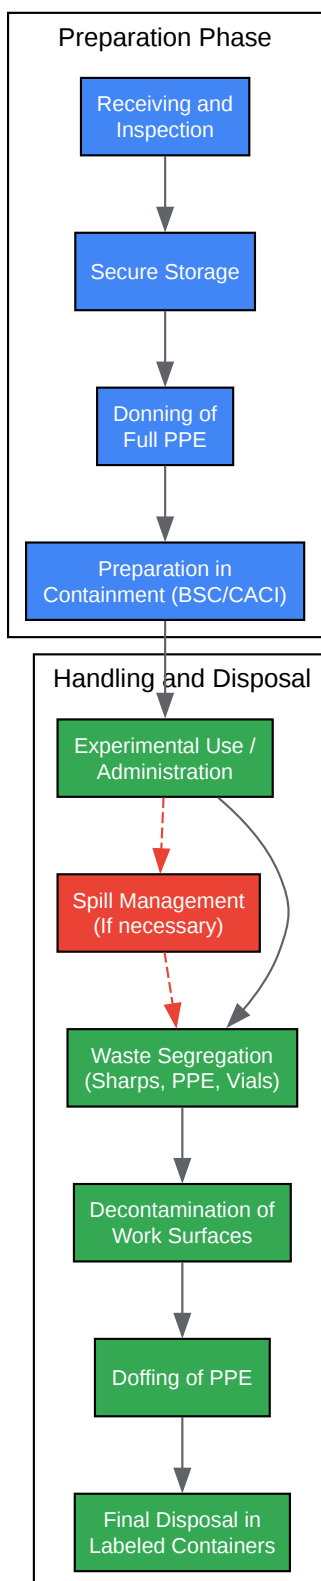 Preparation Phase
Receiving and
Inspection
Secure Storage
Donning of
Full PPE
Preparation in
Containment (BSC/CACI)
Handling and Disposal
Experimental Use /
Administration
Spill Management
(If necessary)
Waste Segregation
(Sharps, PPE, Vials)
Decontamination of
Work Surfaces
Doffing of PPE
Final Disposal in
Labeled Containers